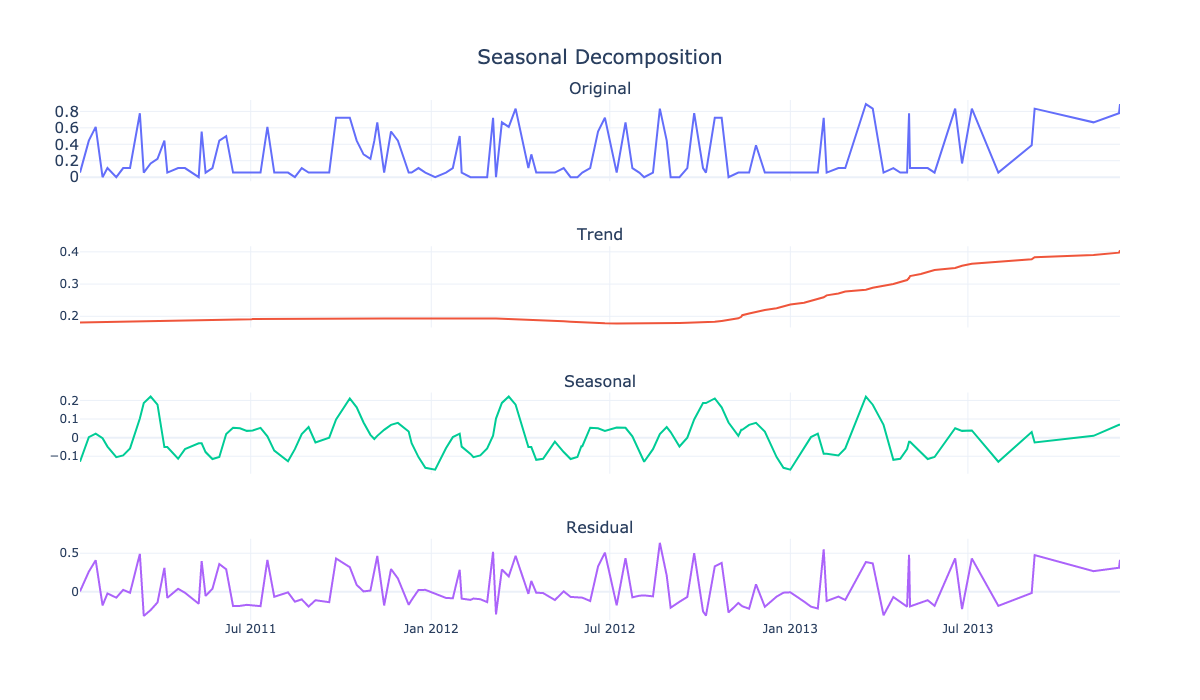 Seasonal Decomposition
Original
0.8
0.6
0.4
0.2
0
Trend
0.4
0.3
0.2
Seasonal
0.2
0.1
0
−0.1
Residual
0.5
0
Jul 2011 Jan 2012 Jul 2012 Jan 2013 Jul 2013